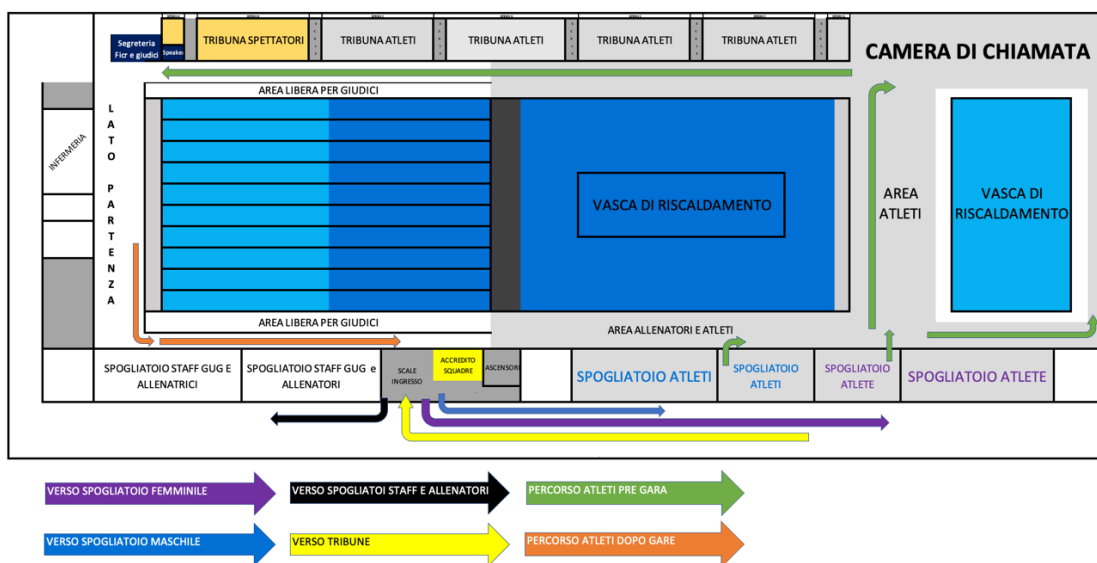 Segreteria
Ficr e giudici
Speaker
TRIBUNA SPETTATORI
TRIBUNA ATLETI
TRIBUNA ATLETI
TRIBUNA ATLETI
TRIBUNA ATLETI
CAMERA DI CHIAMATA
AREA LIBERA PER GIUDICI
INFERMERIA
LATO PARTENZA
VASCA DI RISCALDAMENTO
AREA
ATLETI
VASCA DI
RISCALDAMENTO
AREA LIBERA PER GIUDICI
AREA ALLENATORI E ATLETI
SPOGLIATOIO STAFF GUG E
ALLENATRICI
SPOGLIATOIO STAFF GUG e
ALLENATORI
SCALE
INGRESSO
ACCREDITO
SQUADRE
ASCENSORI
SPOGLIATOIO ATLETI
SPOGLIATOIO
ATLETI
SPOGLIATOIO
ATLETE
SPOGLIATOIO ATLETE
VERSO SPOGLIATOIO FEMMINILE
VERSO SPOGLIATOI STAFF E ALLENATORI
PERCORSO ATLETI PRE GARA
VERSO SPOGLIATOIO MASCHILE
VERSO TRIBUNE
PERCORSO ATLETI DOPO GARE